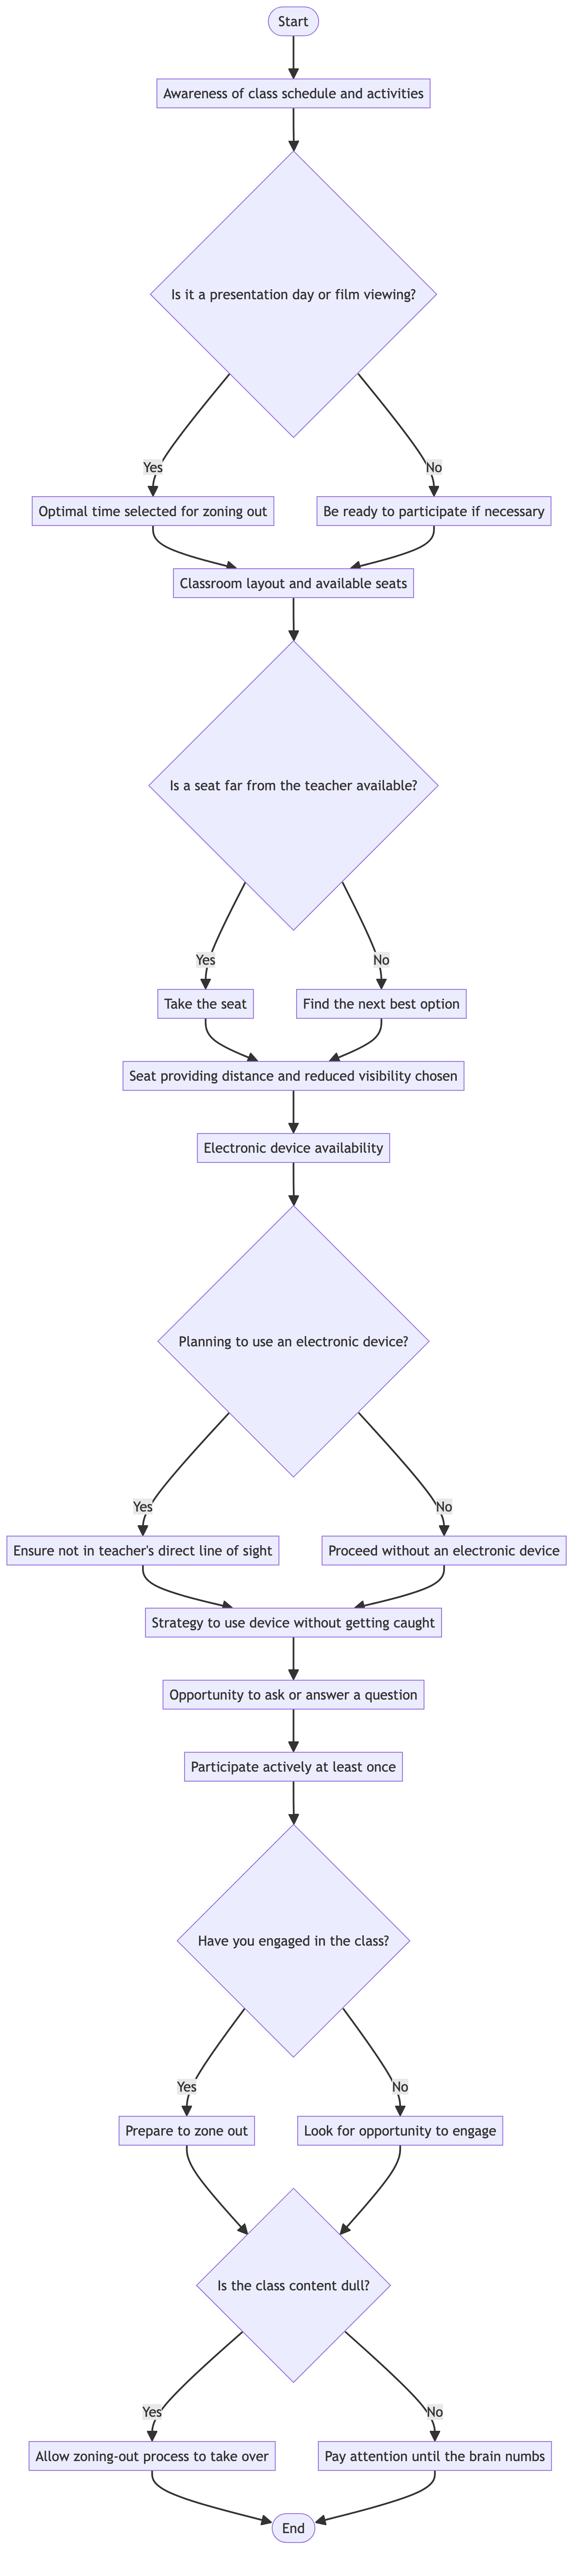 Start
Awareness of class schedule and activities
Is it a presentation day or film viewing?
Yes
No
Optimal time selected for zoning out
Be ready to participate if necessary
Classroom layout and available seats
Is a seat far from the teacher available?
Yes
No
Take the seat
Find the next best option
Seat providing distance and reduced visibility chosen
Electronic device availability
Planning to use an electronic device?
Yes
No
Ensure not in teacher's direct line of sight
Proceed without an electronic device
Strategy to use device without getting caught
Opportunity to ask or answer a question
Participate actively at least once
Have you engaged in the class?
Yes
No
Prepare to zone out
Look for opportunity to engage
Is the class content dull?
Yes
No
Allow zoning-out process to take over
Pay attention until the brain numbs
End